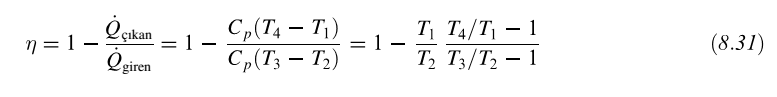 η = 1 − Q̇çıkan / Q̇giren = 1 − Cp(T4 − T1) / Cp(T3 − T2) = 1 − T1/T2 (T4/T1 − 1) / (T3/T2 − 1) (8.31)